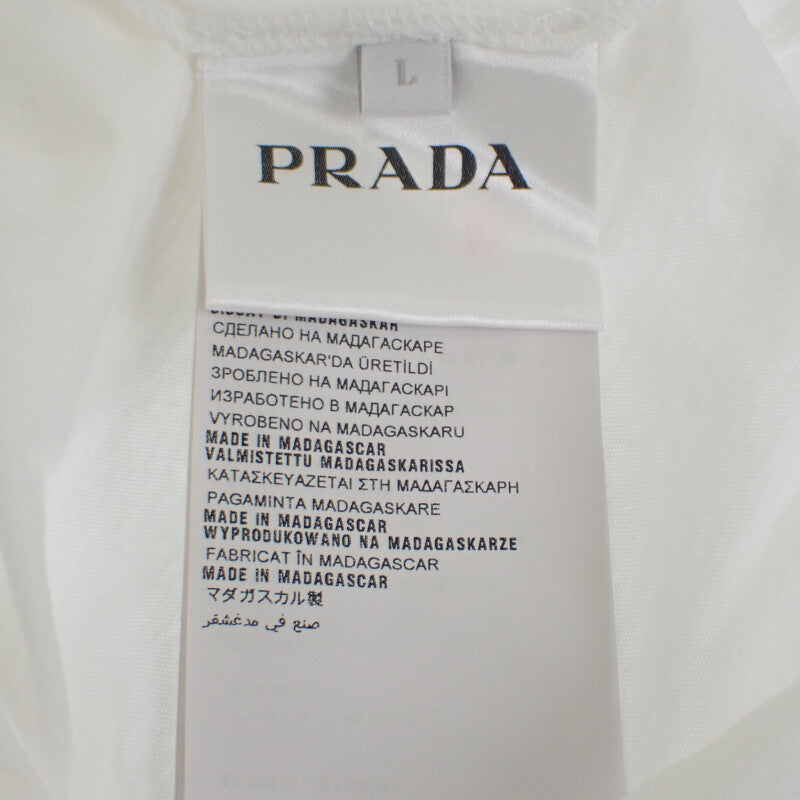 L
PRADA
MADAGASKAR
СДЕЛАНО НА МАДАГАСКАРЕ
MADAGASKAR'DA ÜRETİLDİ
ЗРОБЛЕНО НА МАДАГАСКАРІ
ИЗРАБОТЕНО В МАДАГАСКАР
VYROBENO NA MADAGASKARU
MADE IN MADAGASCAR
VALMISTETTU MADAGASKARISSA
ΚΑΤΑΣΚΕΥΑΖΕΤΑΙ ΣΤΗ ΜΑΔΑΓΑΣΚΑΡΗ
PAGAMINTA MADAGASKARE
MADE IN MADAGASCAR
WYPRODUKOWANO NA MADAGASKARZE
FABRICAT ÎN MADAGASCAR
MADE IN MADAGASCAR
マダガスカル製
صنع في مدغشقر